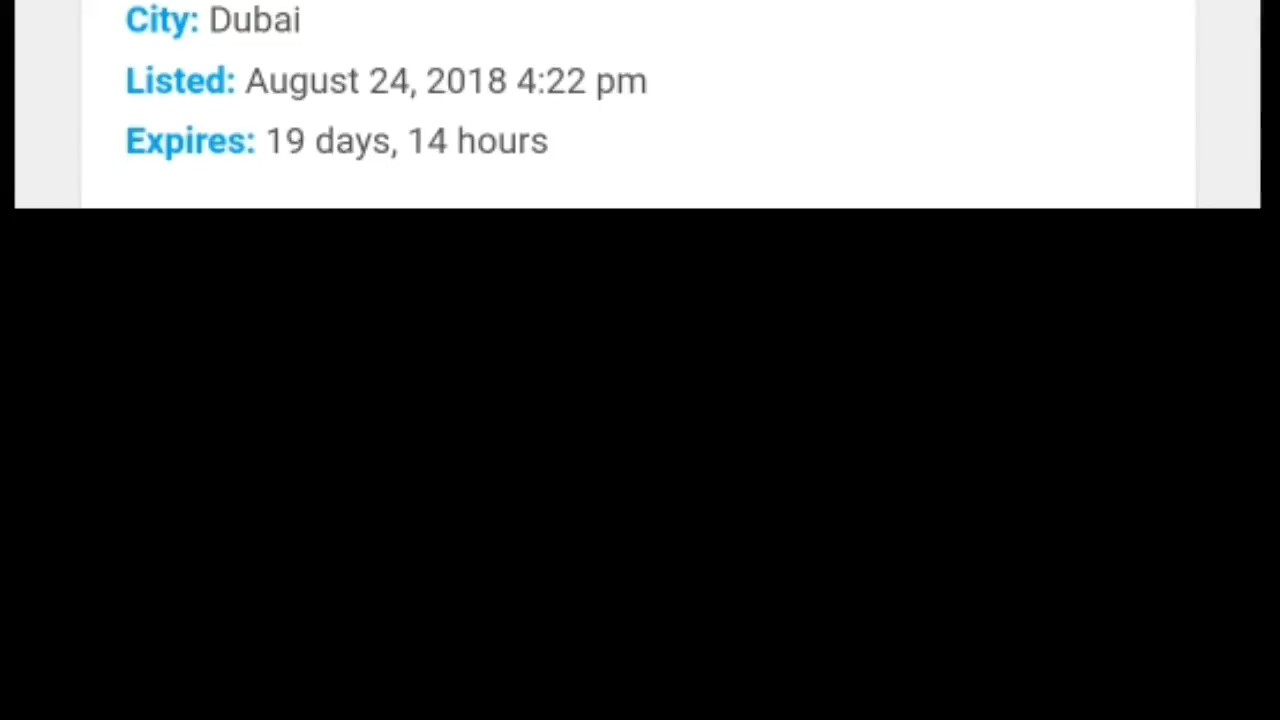 City: Dubai
Listed: August 24, 2018 4:22 pm
Expires: 19 days, 14 hours